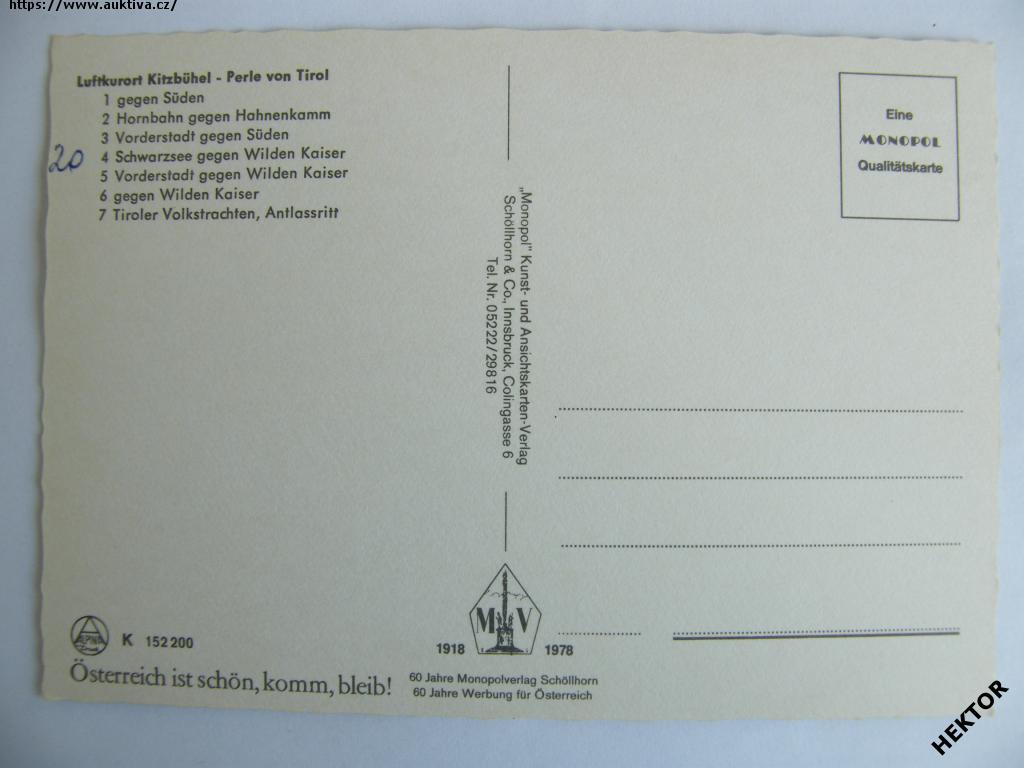 https://www.auktiva.cz/
Luftkurort Kitzbühel - Perle von Tirol
1 gegen Süden
2 Hornbahn gegen Hahnenkamm
3 Vorderstadt gegen Süden
20
4 Schwarzsee gegen Wilden Kaiser
5 Vorderstadt gegen Wilden Kaiser
6 gegen Wilden Kaiser
7 Tiroler Volkstrachten, Antlassritt
Eine
MONOPOL
Qualitätskarte
„Monopol" Kunst- und Ansichtskarten-Verlag
Schöllhorn & Co., Innsbruck, Colingasse 6
Tel. Nr. 05222/29816
M V
1918 1978
60 Jahre Monopolverlag Schöllhorn
60 Jahre Werbung für Österreich
ALPINA
K 152 200
Österreich ist schön, komm, bleib!
HEKTOR